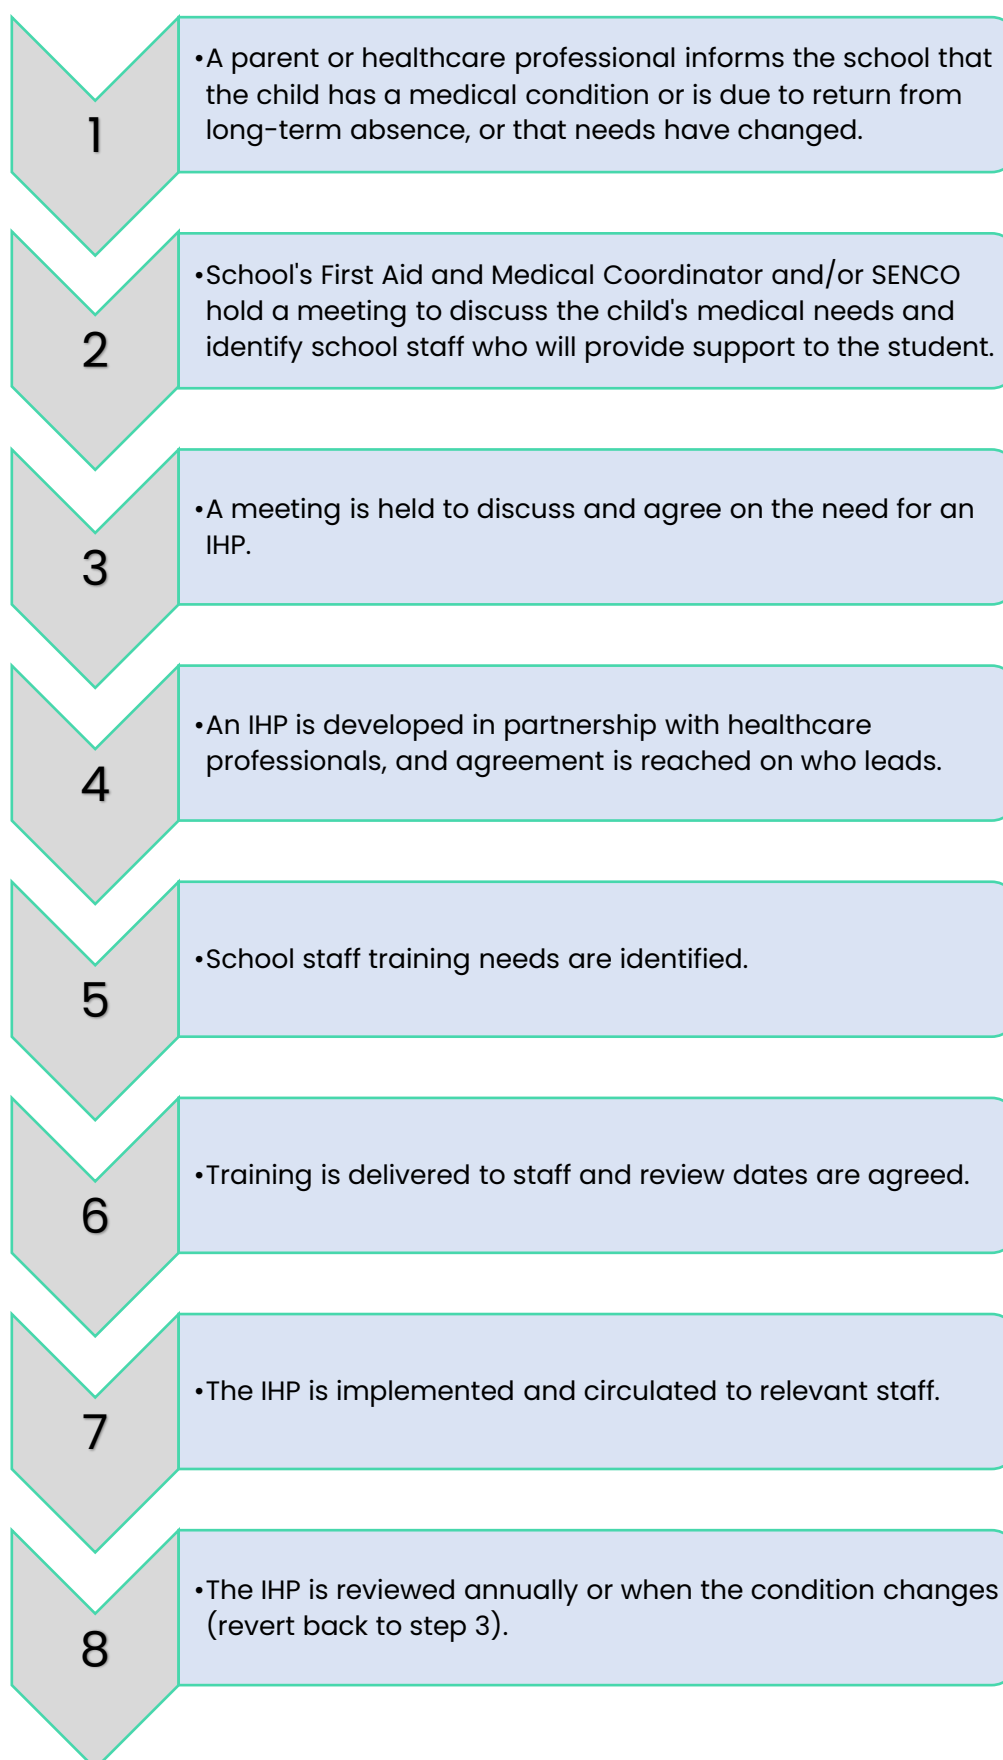 1
•A parent or healthcare professional informs the school that
the child has a medical condition or is due to return from
long-term absence, or that needs have changed.
2
•School's First Aid and Medical Coordinator and/or SENCO
hold a meeting to discuss the child's medical needs and
identify school staff who will provide support to the student.
3
•A meeting is held to discuss and agree on the need for an
IHP.
4
•An IHP is developed in partnership with healthcare
professionals, and agreement is reached on who leads.
5
•School staff training needs are identified.
6
•Training is delivered to staff and review dates are agreed.
7
•The IHP is implemented and circulated to relevant staff.
8
•The IHP is reviewed annually or when the condition changes
(revert back to step 3).